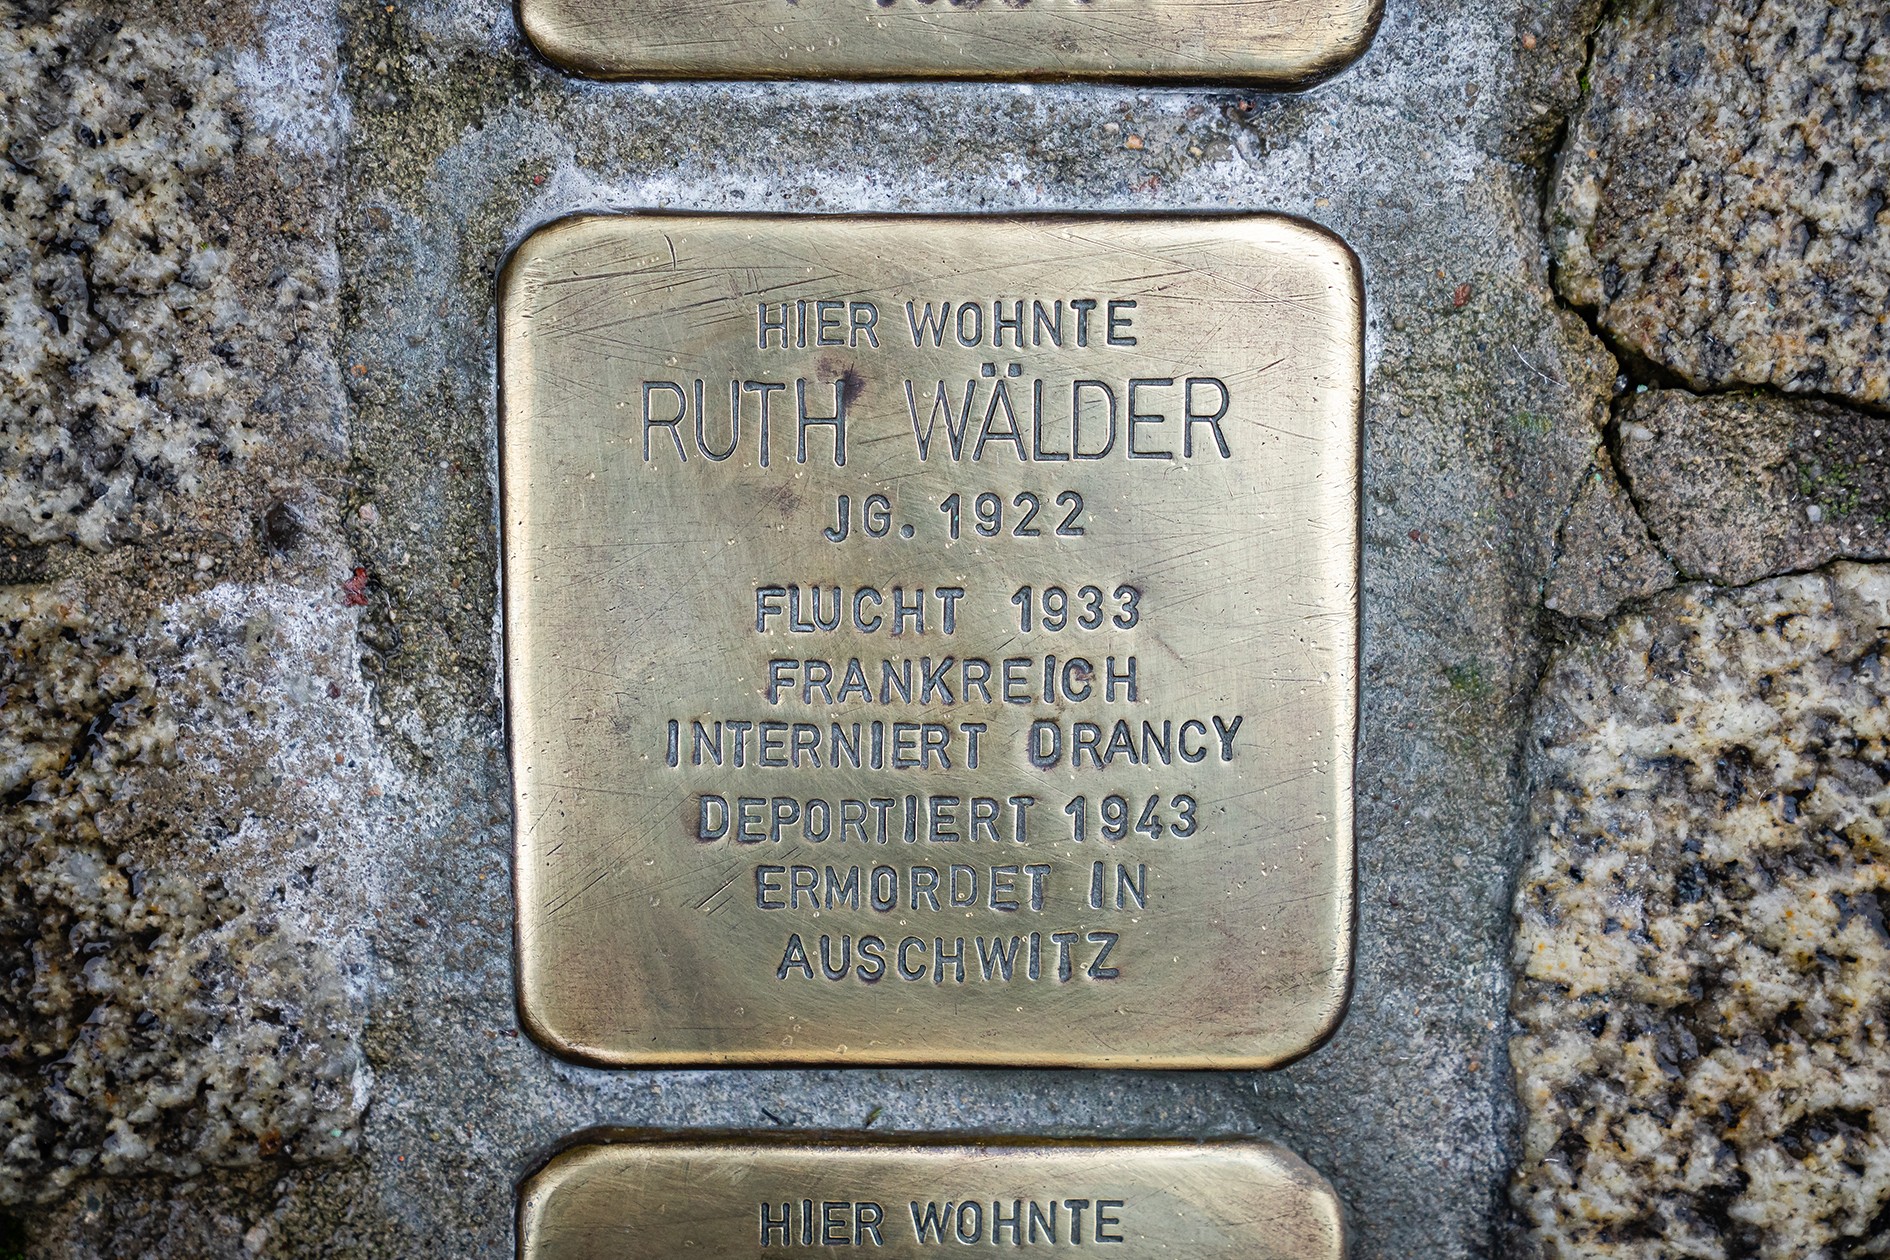 HIER WOHNTE
RUTH WÄLDER
JG. 1922
FLUCHT 1933
FRANKREICH
INTERNIERT DRANCY
DEPORTIERT 1943
ERMORDET IN
AUSCHWITZ
HIER WOHNTE